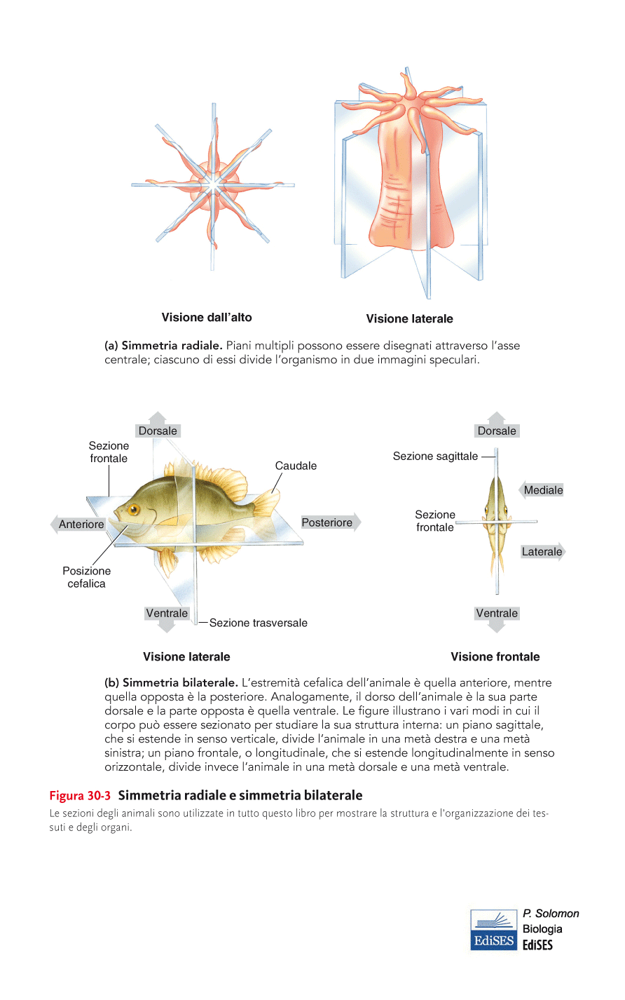 Visione dall’alto
Visione laterale
(a) Simmetria radiale. Piani multipli possono essere disegnati attraverso l’asse
centrale; ciascuno di essi divide l’organismo in due immagini speculari.
Dorsale
Sezione
frontale
Caudale
Anteriore
Posteriore
Posizione
cefalica
Ventrale
Sezione trasversale
Visione laterale
Dorsale
Sezione sagittale
Mediale
Sezione
frontale
Laterale
Ventrale
Visione frontale
(b) Simmetria bilaterale. L’estremità cefalica dell’animale è quella anteriore, mentre
quella opposta è la posteriore. Analogamente, il dorso dell’animale è la sua parte
dorsale e la parte opposta è quella ventrale. Le figure illustrano i vari modi in cui il
corpo può essere sezionato per studiare la sua struttura interna: un piano sagittale,
che si estende in senso verticale, divide l’animale in una metà destra e una metà
sinistra; un piano frontale, o longitudinale, che si estende longitudinalmente in senso
orizzontale, divide invece l’animale in una metà dorsale e una metà ventrale.
Figura 30-3 Simmetria radiale e simmetria bilaterale
Le sezioni degli animali sono utilizzate in tutto questo libro per mostrare la struttura e l’organizzazione dei tes-
suti e degli organi.
EdiSES
P. Solomon
Biologia
EdiSES